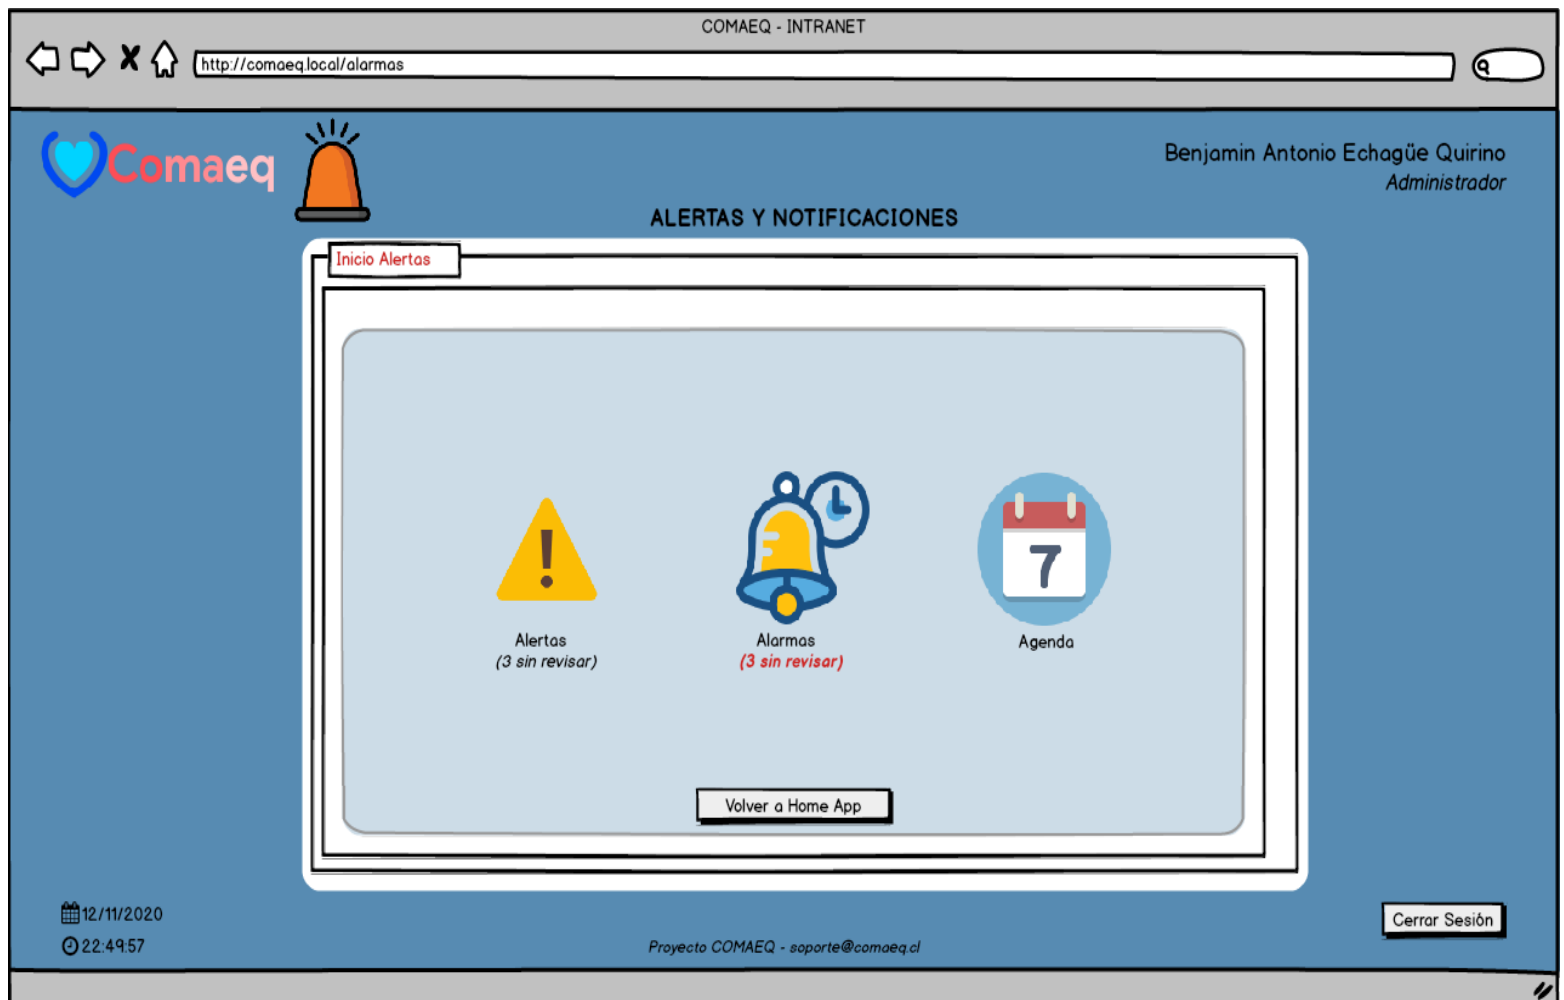 COMAEQ - INTRANET
http://comaeq.local/alarmas
Comaeq
Benjamin Antonio Echagüe Quirino
Administrador
ALERTAS Y NOTIFICACIONES
Inicio Alertas
7
Alertas
(3 sin revisar)
Alarmas
(3 sin revisar)
Agenda
Volver a Home App
12/11/2020
22:49:57
Proyecto COMAEQ - soporte@comaeq.cl
Cerrar Sesión